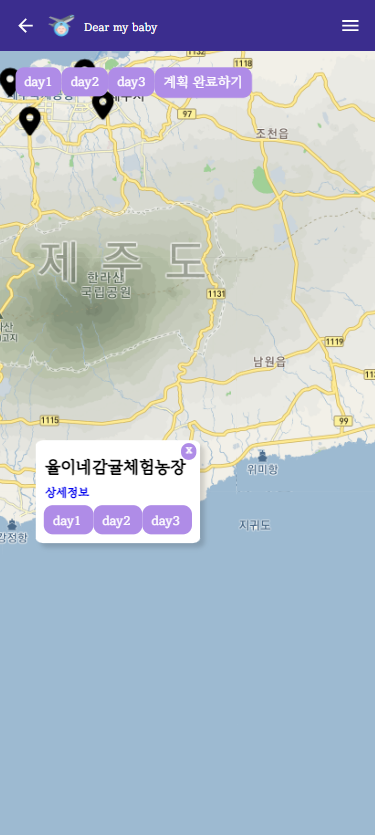 Dear my baby
1132
1118
day1 day2 day3 계획 완료하기
97
조천읍
제주도
한라산
국립공원
1131
1119
남원읍
1115
99
x
율이네감귤체험농장
상세정보
위미항
day1 day2 day3
지귀도
강정항